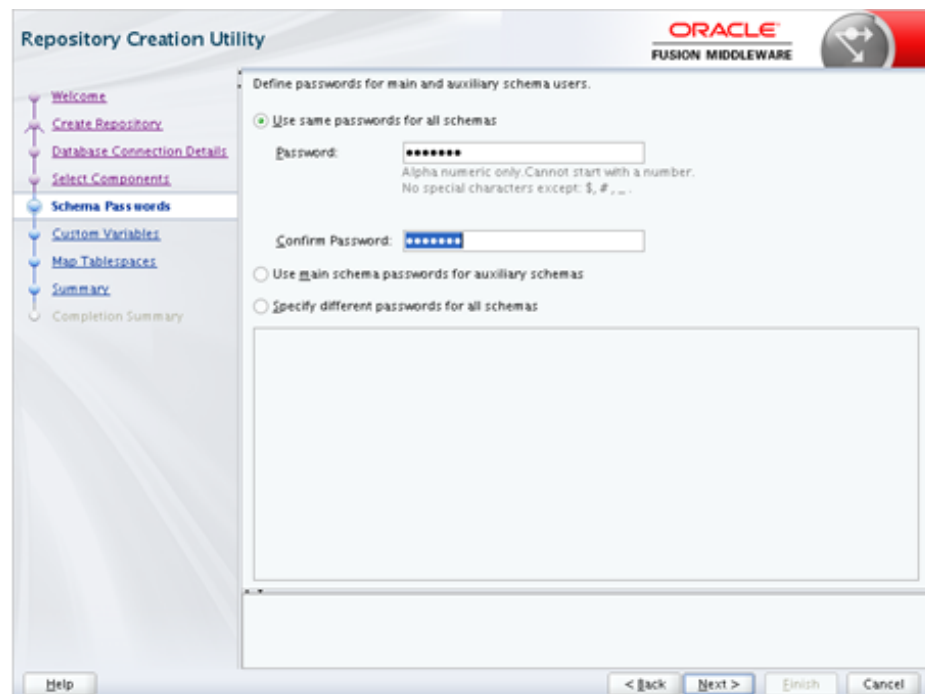 Repository Creation Utility
ORACLE
FUSION MIDDLEWARE
Welcome
Create Repository
Database Connection Details
Select Components
Schema Passwords
Custom Variables
Map Tablespaces
Summary
Completion Summary
Define passwords for main and auxiliary schema users.
Use same passwords for all schemas
Password: •••••••
Alpha numeric only.Cannot start with a number.
No special characters except: $, #, _ .
Confirm Password: •••••••
Use main schema passwords for auxiliary schemas
Specify different passwords for all schemas
Help
< Back
Next >
Finish
Cancel